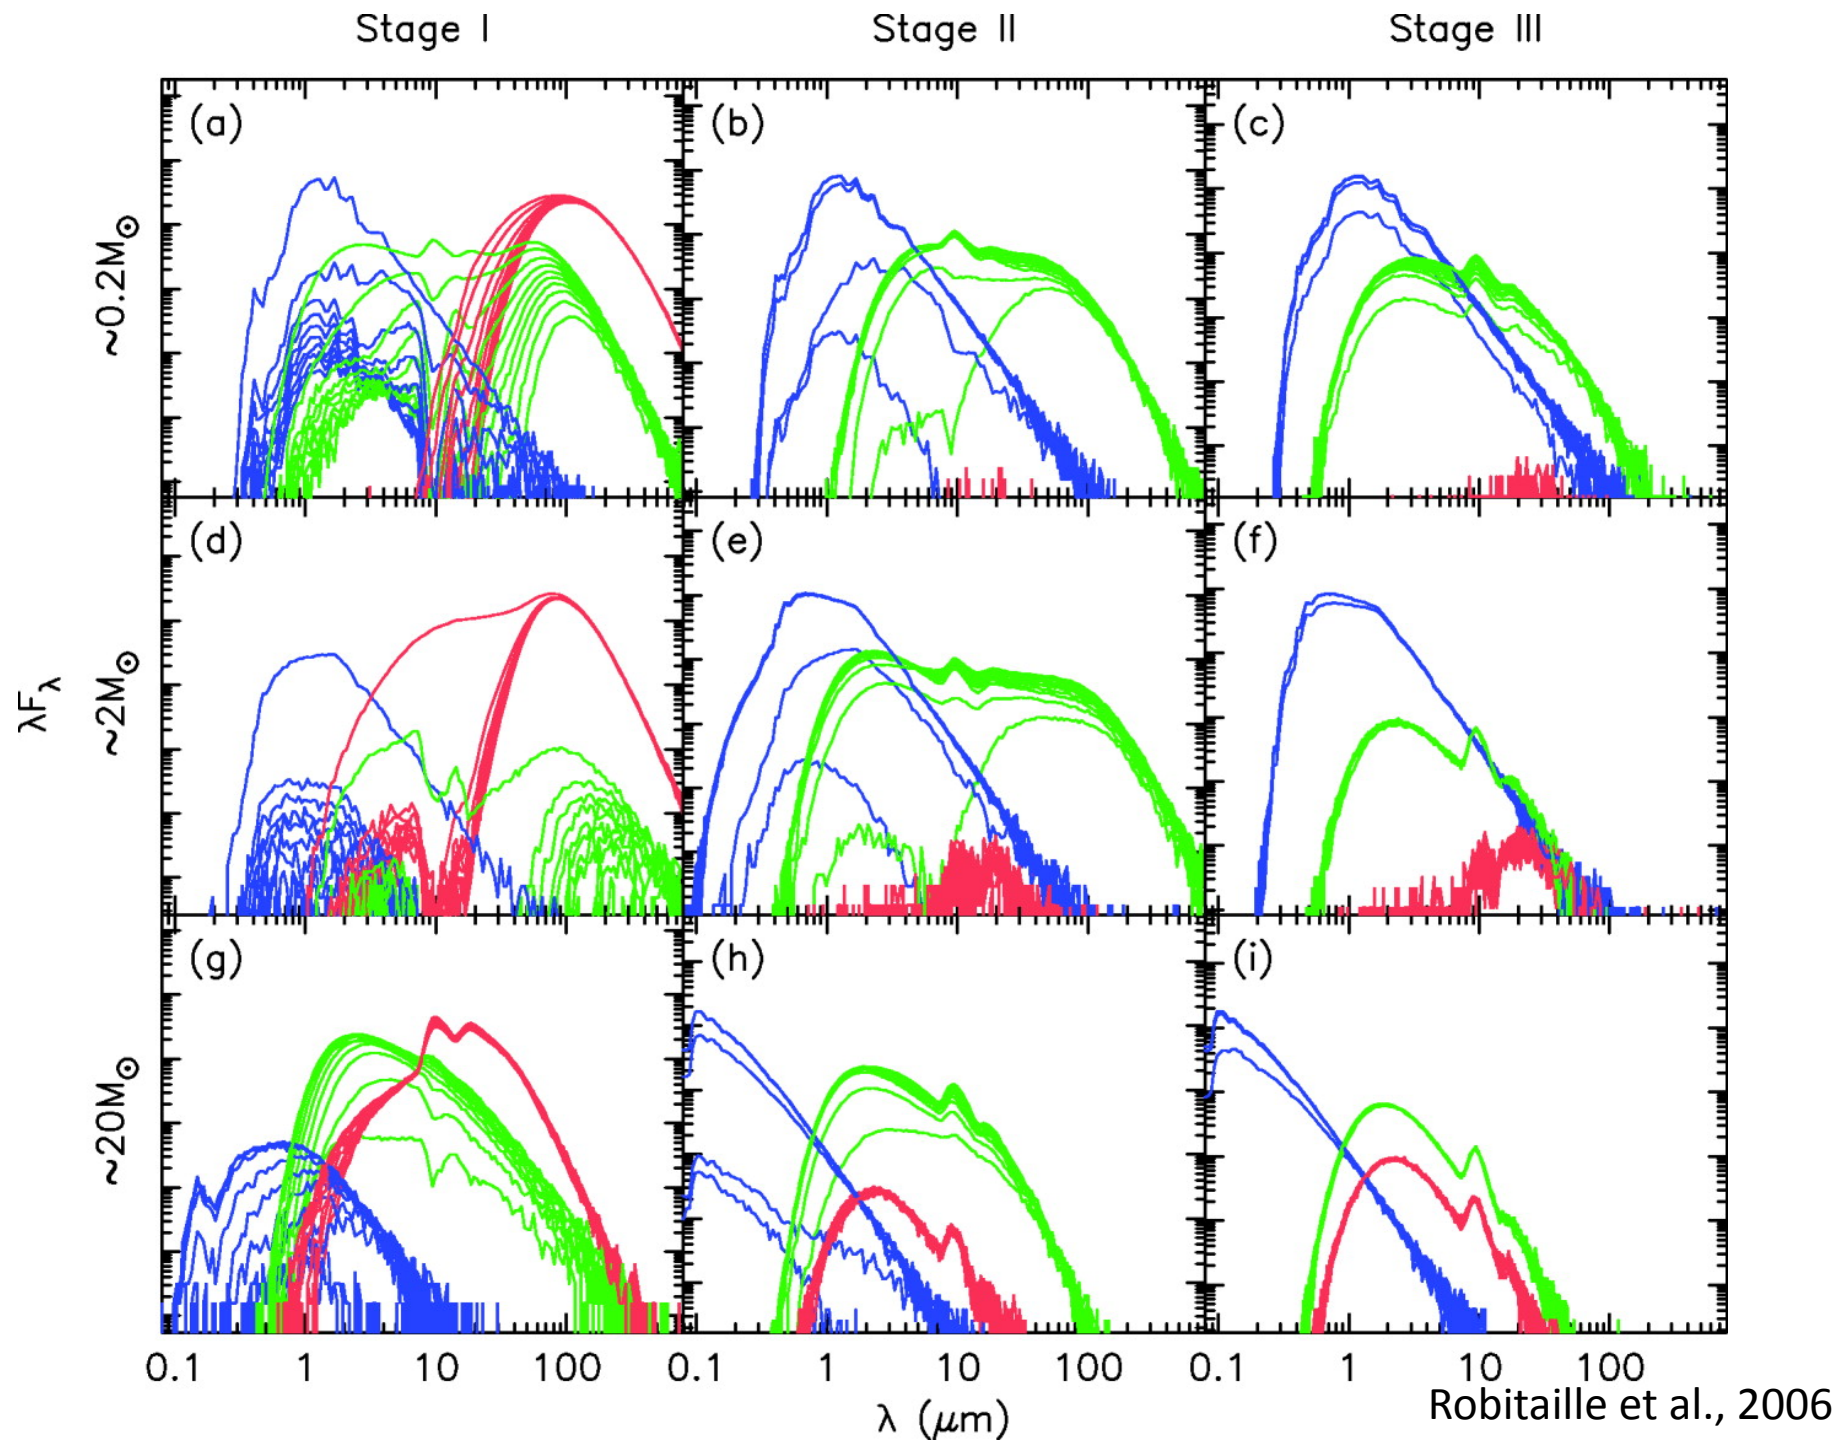 Stage I Stage II Stage III
(a) (b) (c)
~0.2M☉
(d) (e) (f)
~2M☉
λFλ
(g) (h) (i)
~20M☉
0.1 1 10 100 0.1 1 10 100 0.1 1 10 100
λ (μm)
Robitaille et al., 2006